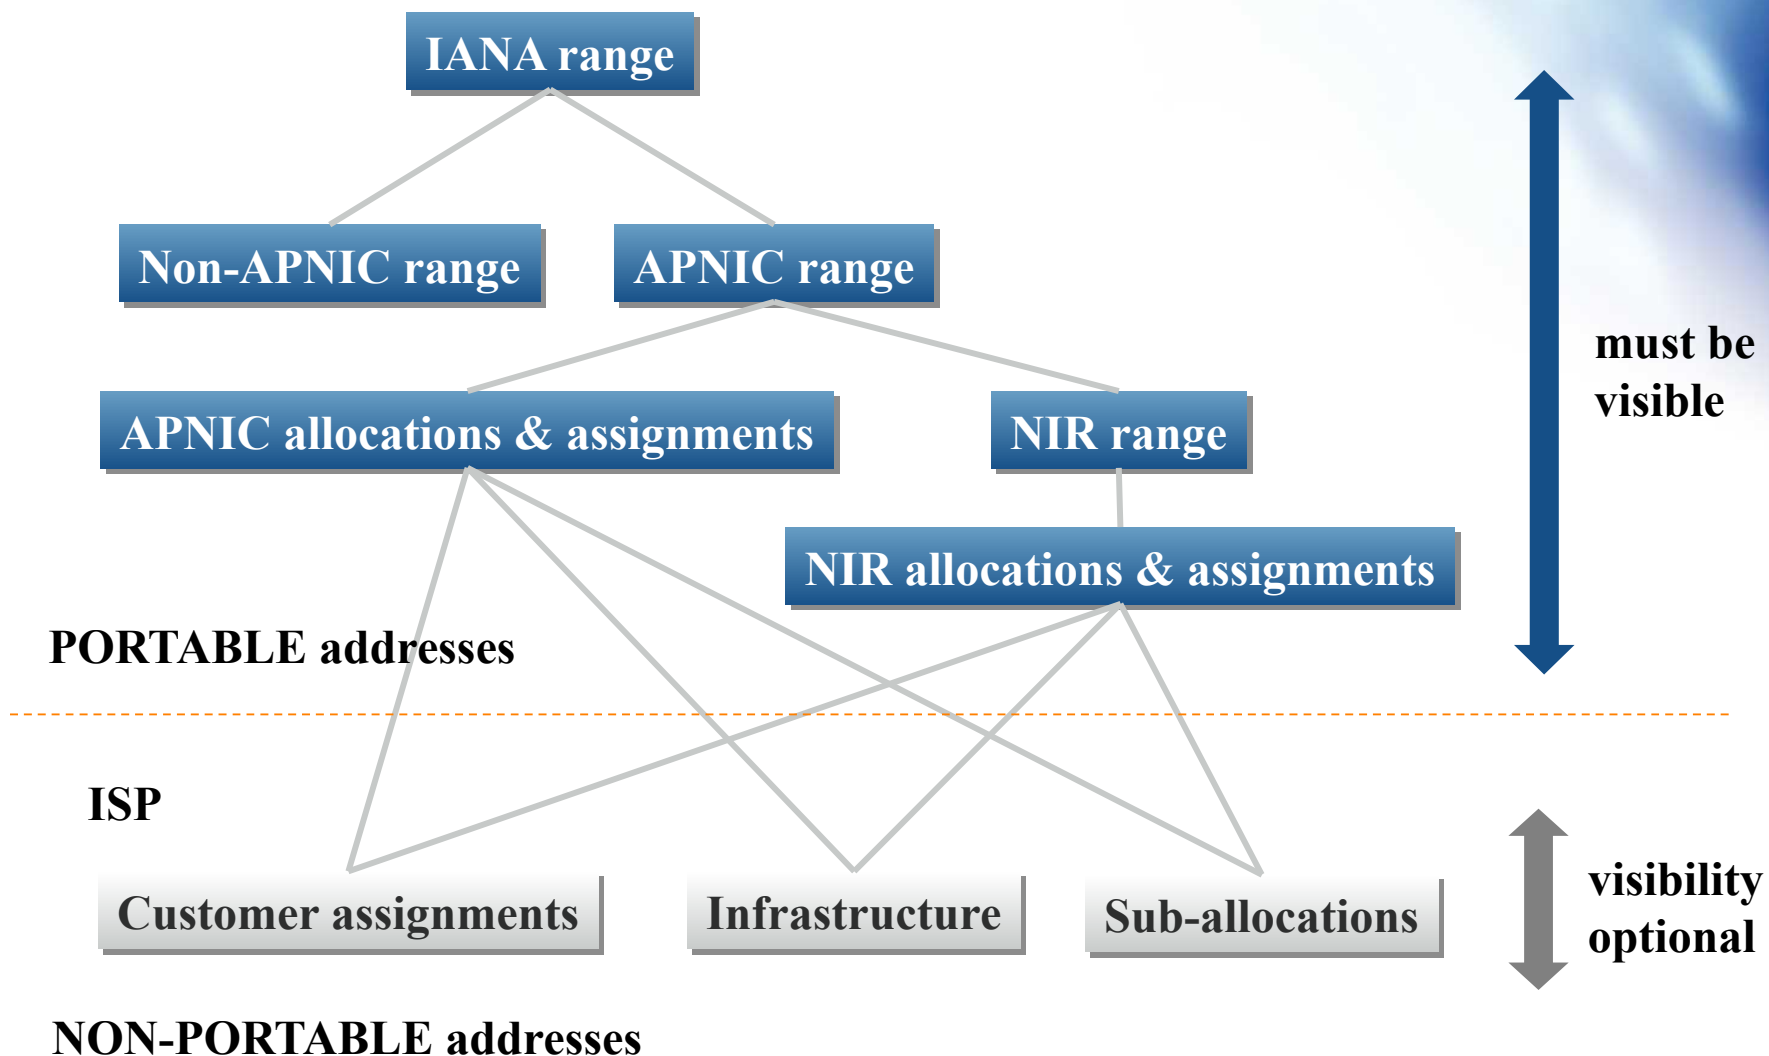 IANA range
Non-APNIC range
APNIC range
must be
visible
APNIC allocations & assignments
NIR range
NIR allocations & assignments
PORTABLE addresses
ISP
visibility
optional
Customer assignments
Infrastructure
Sub-allocations
NON-PORTABLE addresses